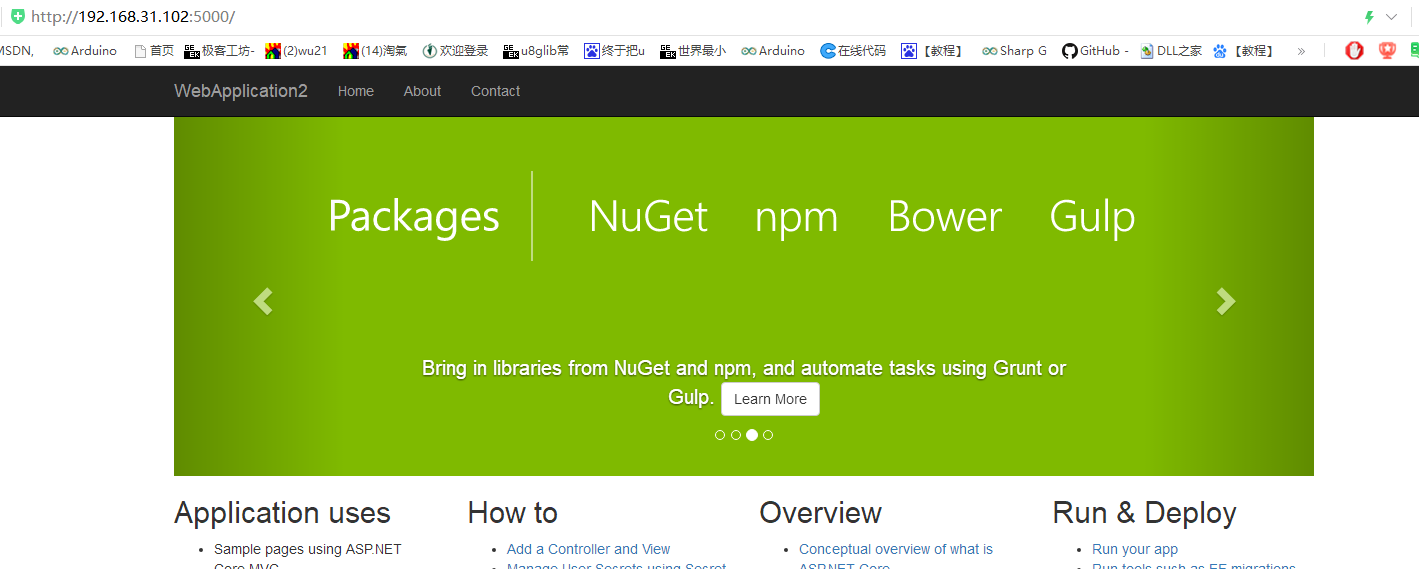 http://192.168.31.102:5000/
MSDN, Arduino 首页 极客工坊- (2)wu21 (14)淘氣 欢迎登录 u8glib常 终于把u 世界最小 Arduino 在线代码 【教程】 Sharp G GitHub - DLL之家 【教程】 »
WebApplication2 Home About Contact
Packages NuGet npm Bower Gulp
Bring in libraries from NuGet and npm, and automate tasks using Grunt or
Gulp. Learn More
Application uses How to Overview Run & Deploy
Sample pages using ASP.NET Add a Controller and View Conceptual overview of what is Run your app
Core MVC Manage User Secrets using Secret ASP.NET Core Run tools such as EF migrations